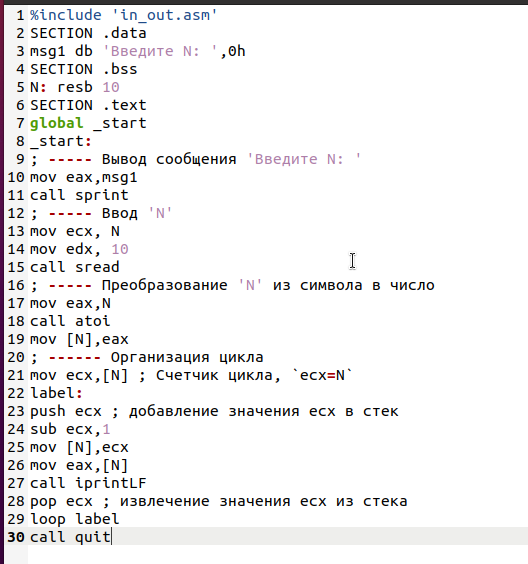 1 %include 'in_out.asm'
2 SECTION .data
3 msg1 db 'Введите N: ',0h
4 SECTION .bss
5 N: resb 10
6 SECTION .text
7 global _start
8 _start:
9 ; ----- Вывод сообщения 'Введите N: '
10 mov eax,msg1
11 call sprint
12 ; ----- Ввод 'N'
13 mov ecx, N
14 mov edx, 10
15 call sread
16 ; ----- Преобразование 'N' из символа в число
17 mov eax,N
18 call atoi
19 mov [N],eax
20 ; ------ Организация цикла
21 mov ecx,[N] ; Счетчик цикла, `ecx=N`
22 label:
23 push ecx ; добавление значения ecx в стек
24 sub ecx,1
25 mov [N],ecx
26 mov eax,[N]
27 call iprintLF
28 pop ecx ; извлечение значения ecx из стека
29 loop label
30 call quit